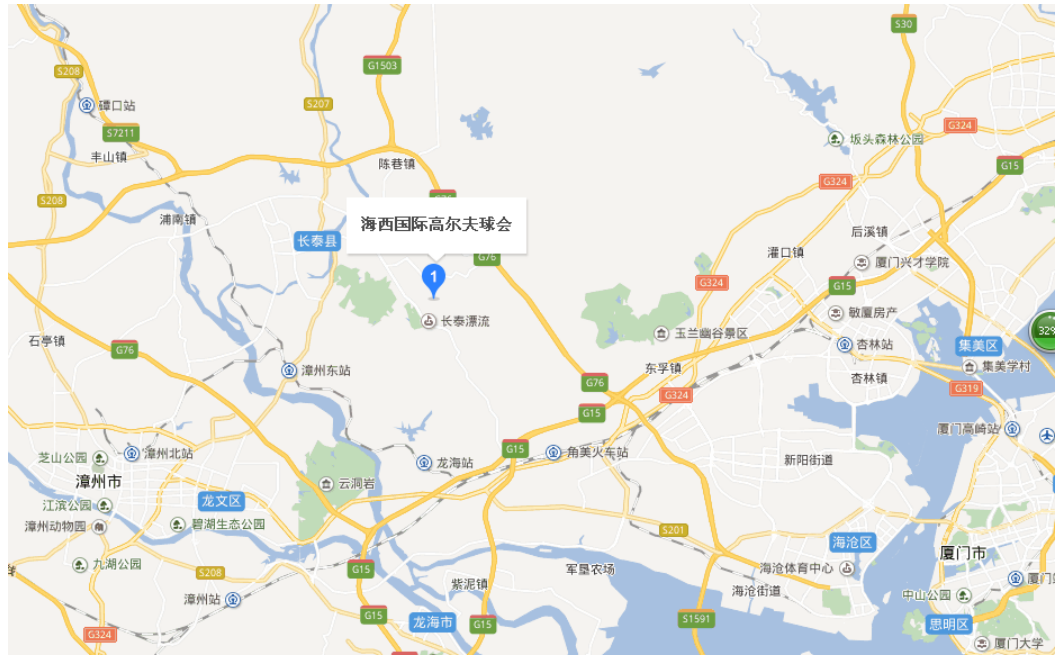 S30
G1503
S208
S207
磹口站
S7211
G324
坂头森林公园
丰山镇
陈巷镇
G15
G324
S208
浦南镇
海西国际高尔夫球会
后溪镇
长泰县
灌口镇
G76
厦门兴才学院
1
G324
G15
长泰漂流
敏厦房产
32%
玉兰幽谷景区
石亭镇
G76
杏林站
集美区
漳州东站
东孚镇
集美学村
杏林镇
G76
G324
G319
G15
厦门高崎站
G15
角美火车站
芝山公园
漳州北站
龙海站
新阳街道
漳州市
云洞岩
龙文区
江滨公园
碧湖生态公园
漳州动物园
S201
海沧区
厦门市
九湖公园
S208
G15
军垦农场
海沧体育中心
紫泥镇
海沧街道
漳州站
中山公园
G15
龙海市
G15
S1591
思明区
G324
厦门大学